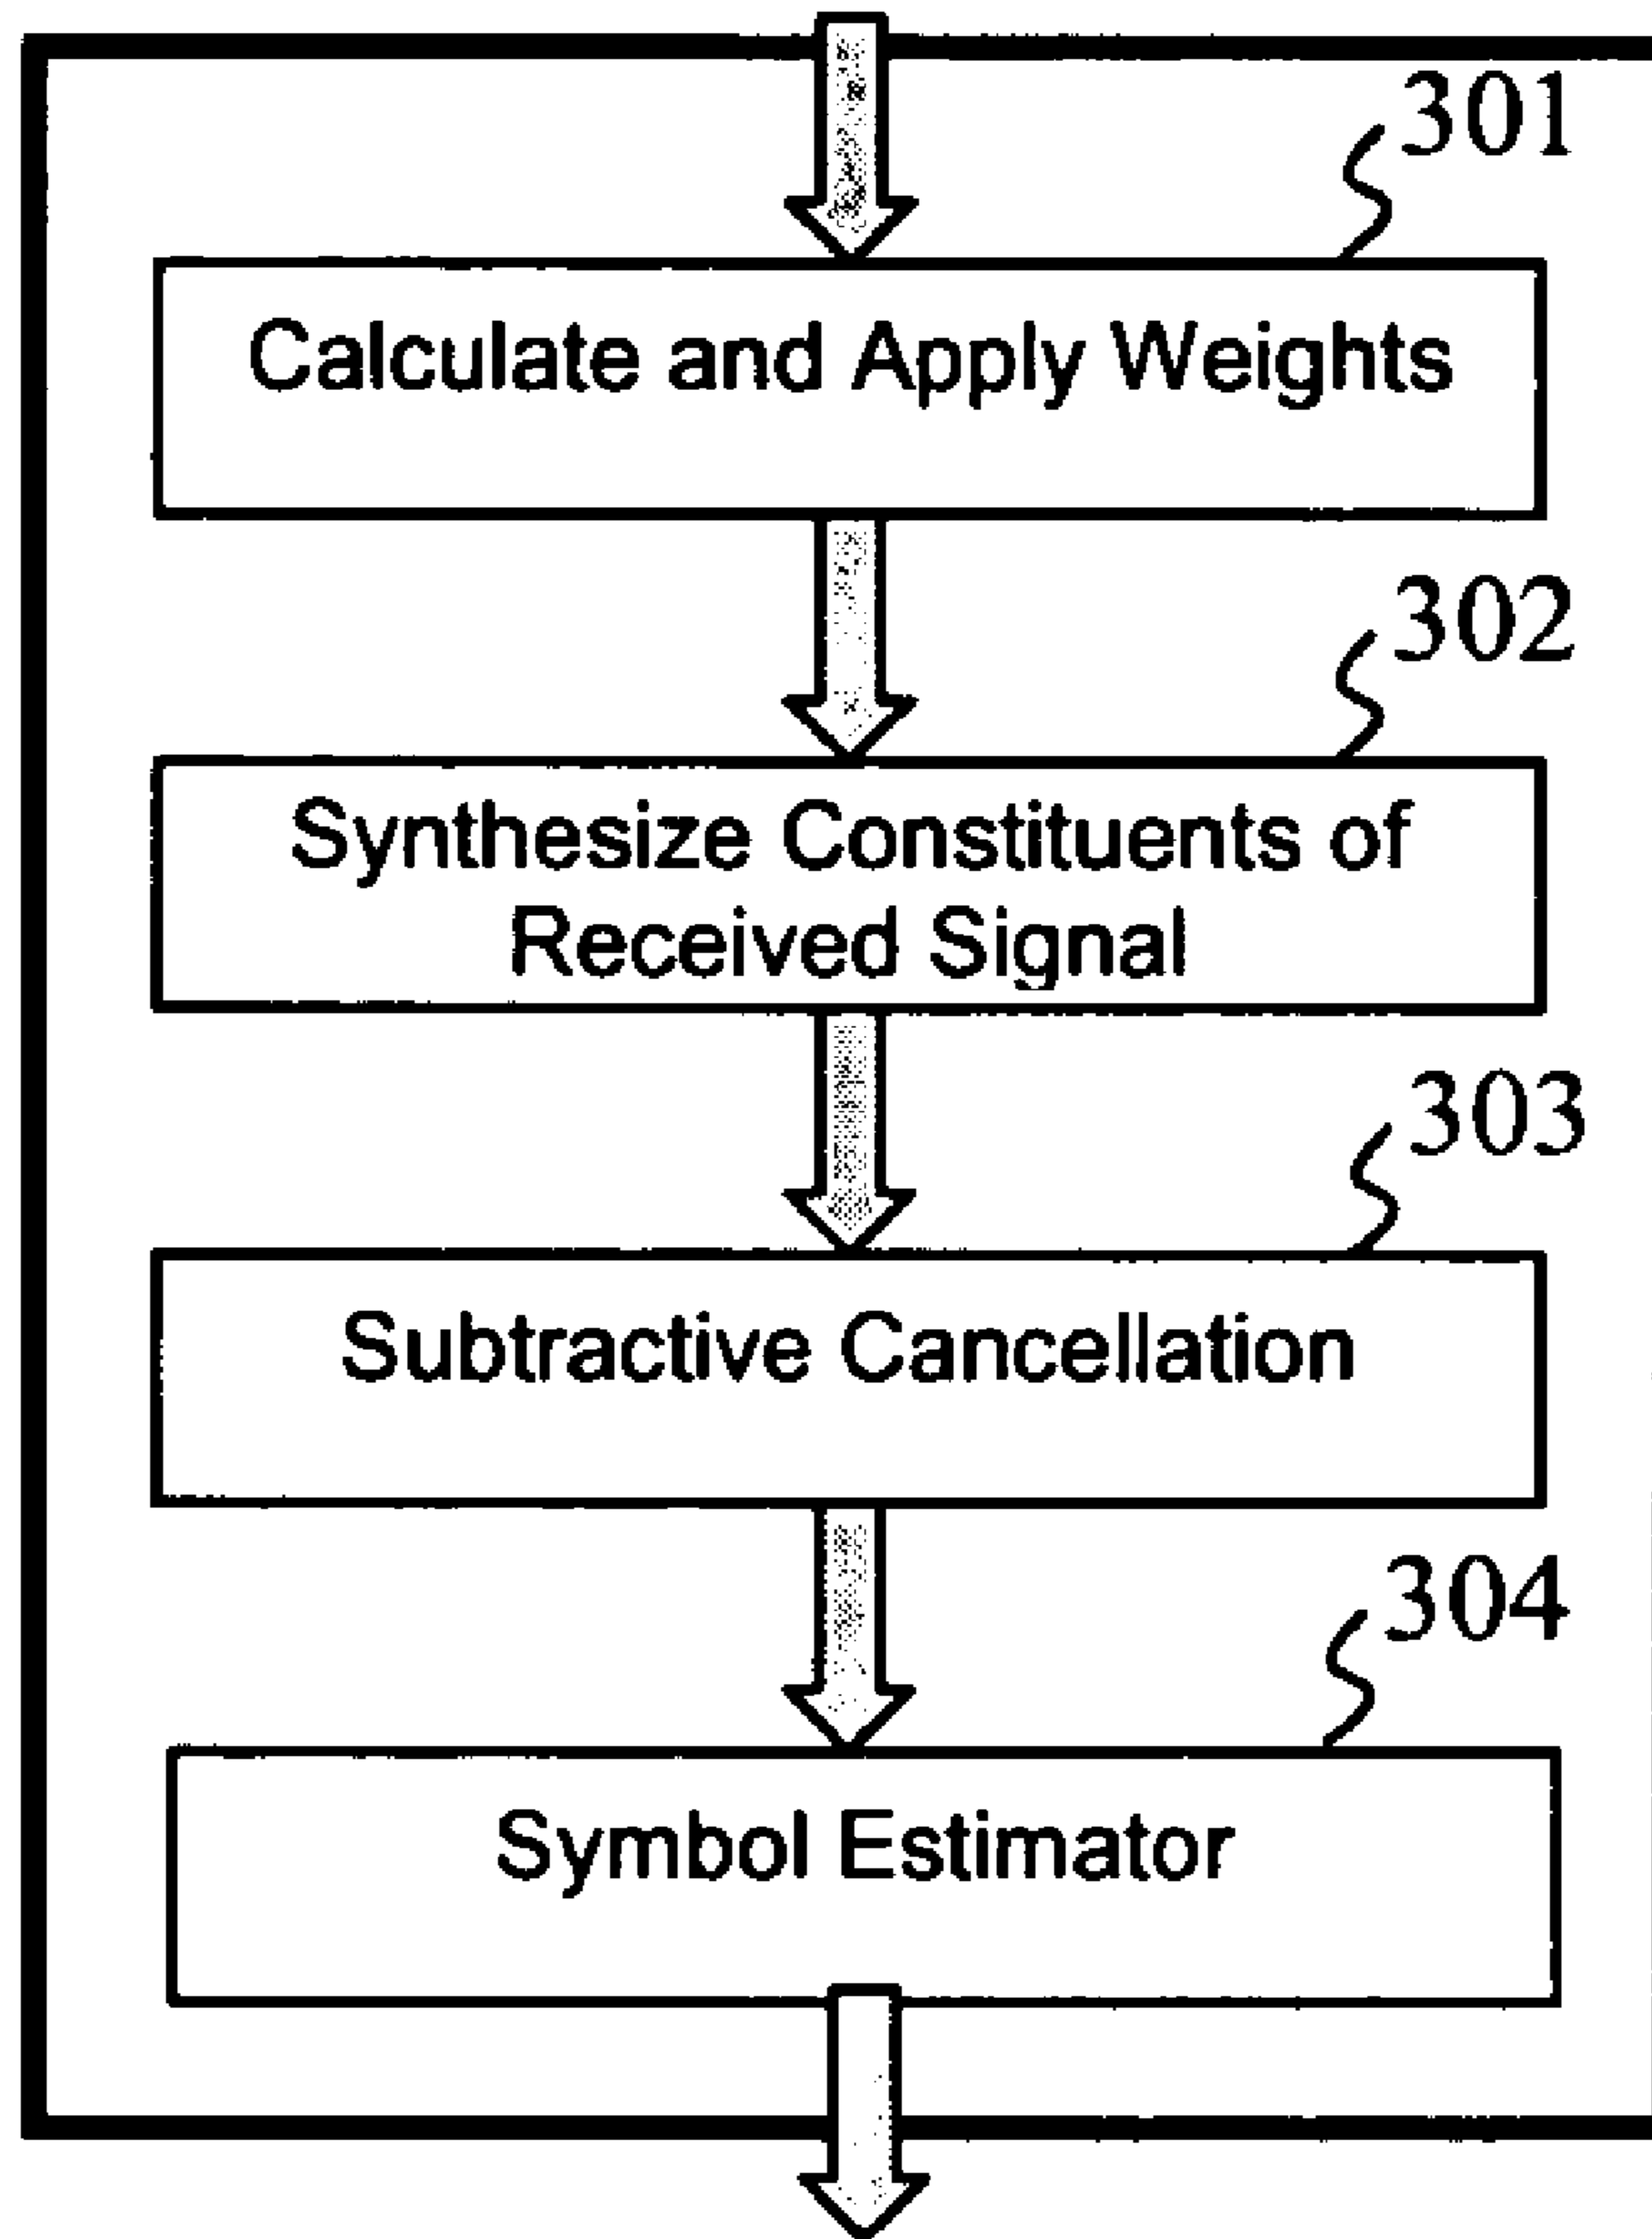 301
Calculate and Apply Weights
302
Synthesize Constituents of
Received Signal
303
Subtractive Cancellation
304
Symbol Estimator